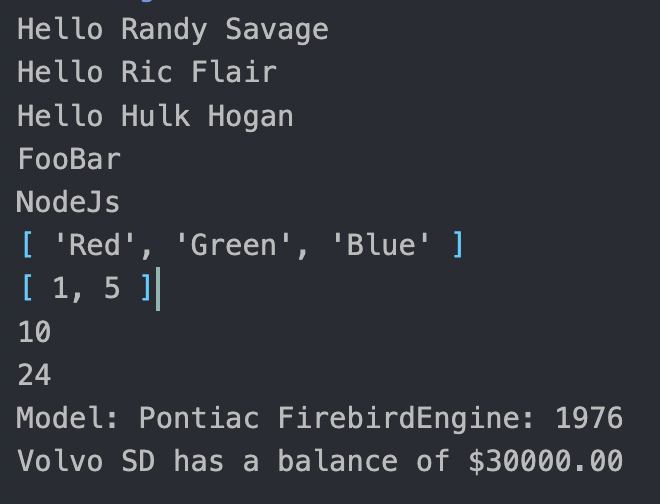 Hello Randy Savage
Hello Ric Flair
Hello Hulk Hogan
FooBar
NodeJs
[ 'Red', 'Green', 'Blue' ]
[ 1, 5 ]
10
24
Model: Pontiac FirebirdEngine: 1976
Volvo SD has a balance of $30000.00